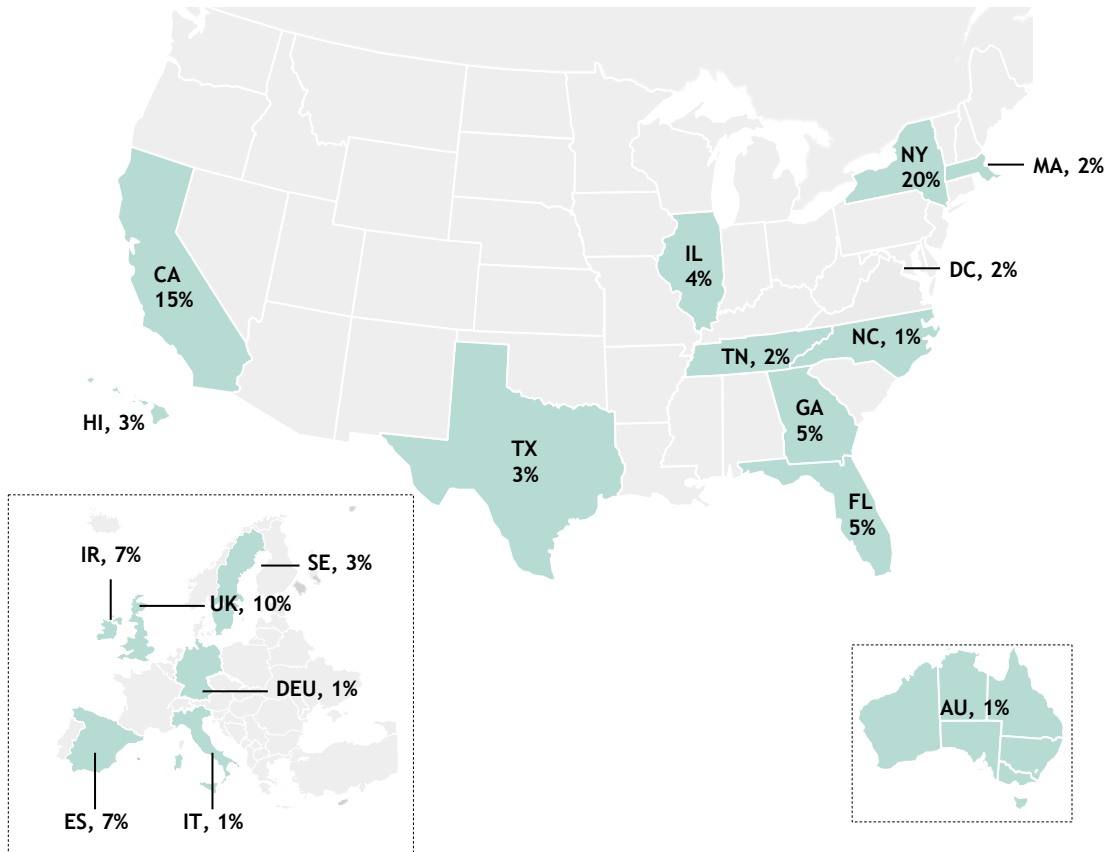 NY
20%
MA, 2%
IL
4%
DC, 2%
CA
15%
NC, 1%
TN, 2%
GA
5%
HI, 3%
TX
3%
FL
5%
IR, 7%
SE, 3%
UK, 10%
DEU, 1%
AU, 1%
ES, 7%
IT, 1%